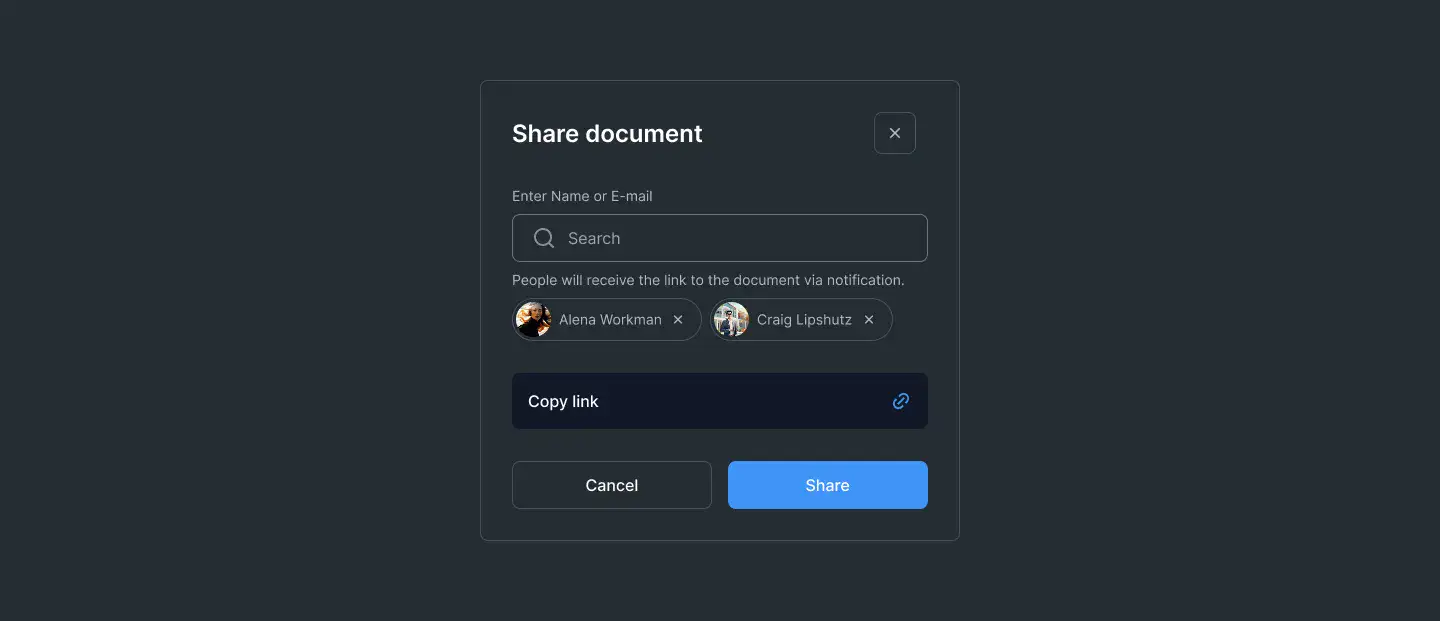 Share document
Enter Name or E-mail
Search
People will receive the link to the document via notification.
Alena Workman Craig Lipshutz
Copy link
Cancel Share